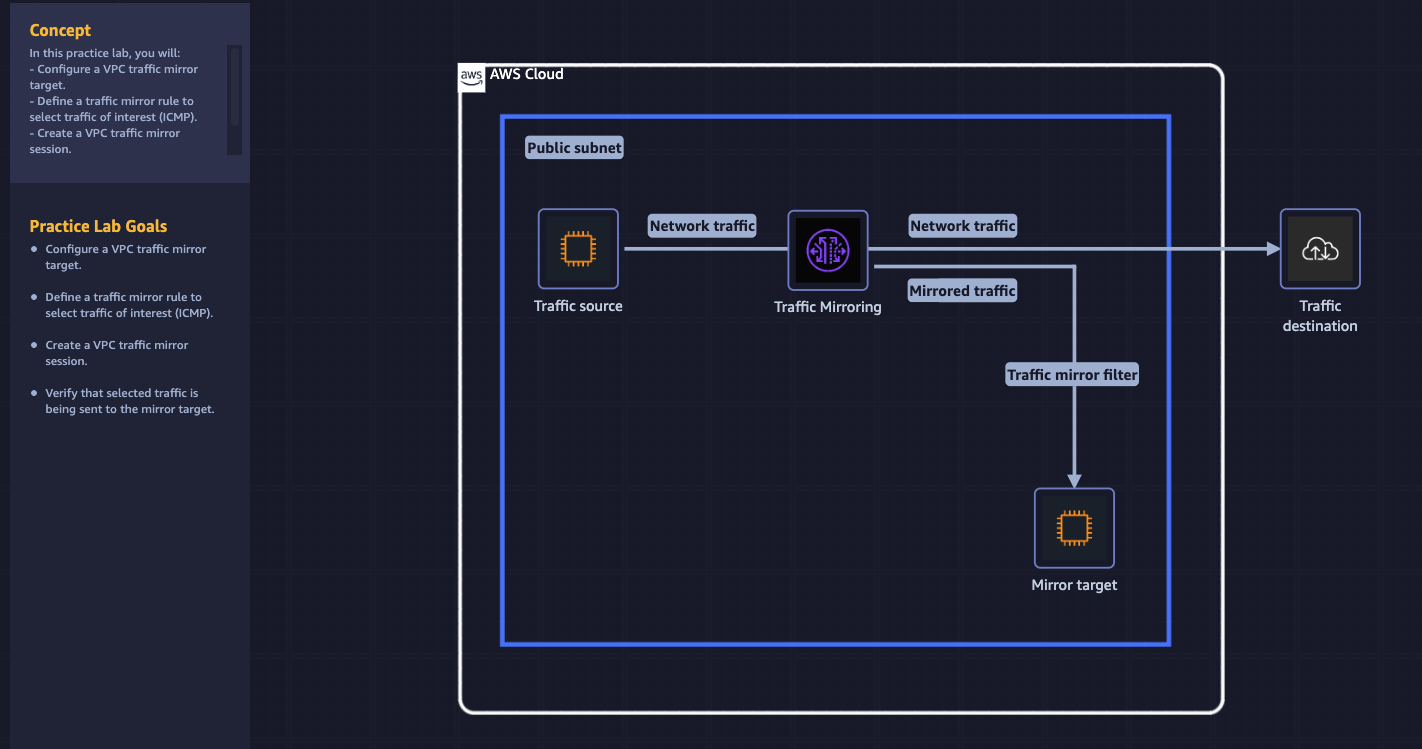 Concept
In this practice lab, you will:
- Configure a VPC traffic mirror
target.
- Define a traffic mirror rule to
select traffic of interest (ICMP).
- Create a VPC traffic mirror
session.
Practice Lab Goals
Configure a VPC traffic mirror
target.
Define a traffic mirror rule to
select traffic of interest (ICMP).
Create a VPC traffic mirror
session.
Verify that selected traffic is
being sent to the mirror target.
aws
AWS Cloud
Public subnet
Network traffic
Network traffic
Mirrored traffic
Traffic source
Traffic Mirroring
Traffic
destination
Traffic mirror filter
Mirror target